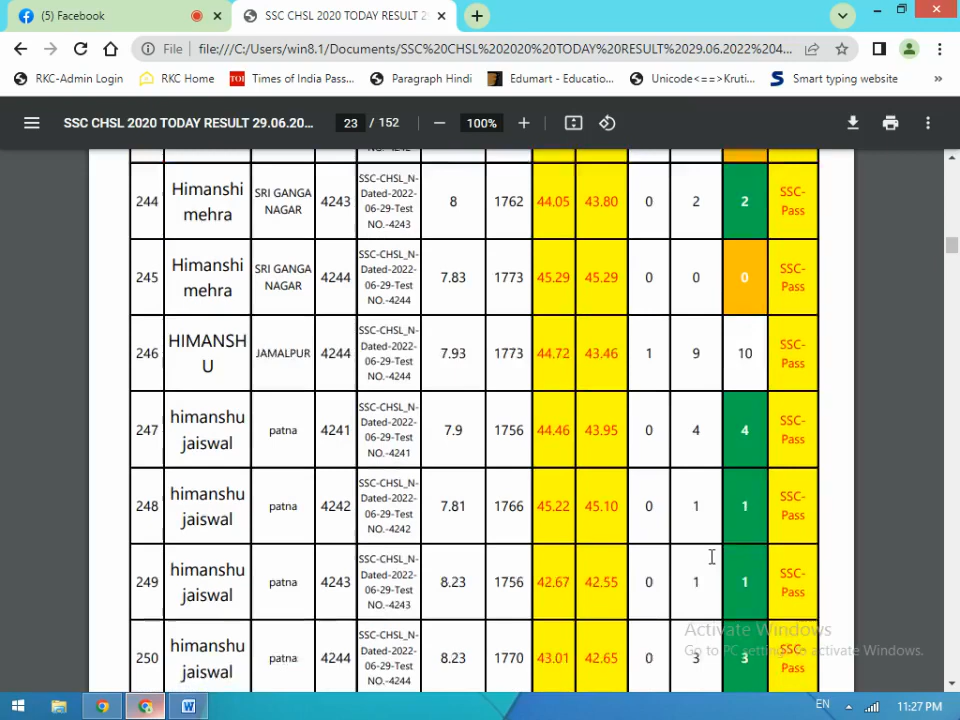 (5) Facebook
SSC CHSL 2020 TODAY RESULT 2
File file:///C:/Users/win8.1/Documents/SSC%20CHSL%202020%20TODAY%20RESULT%2029.06.2022%204...
RKC-Admin Login RKC Home TOI Times of India Pass... Paragraph Hindi Edumart - Educatio... Unicode<==>Kruti... Smart typing website »
SSC CHSL 2020 TODAY RESULT 29.06.20... 23 / 152 100%
244 Himanshi mehra SRI GANGA NAGAR 4243 SSC-CHSL_N-Dated-2022-06-29-Test NO.-4243 8 1762 44.05 43.80 0 2 2 SSC-Pass
245 Himanshi mehra SRI GANGA NAGAR 4244 SSC-CHSL_N-Dated-2022-06-29-Test NO.-4244 7.83 1773 45.29 45.29 0 0 0 SSC-Pass
246 HIMANSHU JAMALPUR 4244 SSC-CHSL_N-Dated-2022-06-29-Test NO.-4244 7.93 1773 44.72 43.46 1 9 10 SSC-Pass
247 himanshu jaiswal patna 4241 SSC-CHSL_N-Dated-2022-06-29-Test NO.-4241 7.9 1756 44.46 43.95 0 4 4 SSC-Pass
248 himanshu jaiswal patna 4242 SSC-CHSL_N-Dated-2022-06-29-Test NO.-4242 7.81 1766 45.22 45.10 0 1 1 SSC-Pass
249 himanshu jaiswal patna 4243 SSC-CHSL_N-Dated-2022-06-29-Test NO.-4243 8.23 1756 42.67 42.55 0 1 1 SSC-Pass
250 himanshu jaiswal patna 4244 SSC-CHSL_N-Dated-2022-06-29-Test NO.-4244 8.23 1770 43.01 42.65 0 3 3 SSC-Pass
Activate Windows
Go to PC settings to activate Windows.
EN 11:27 PM